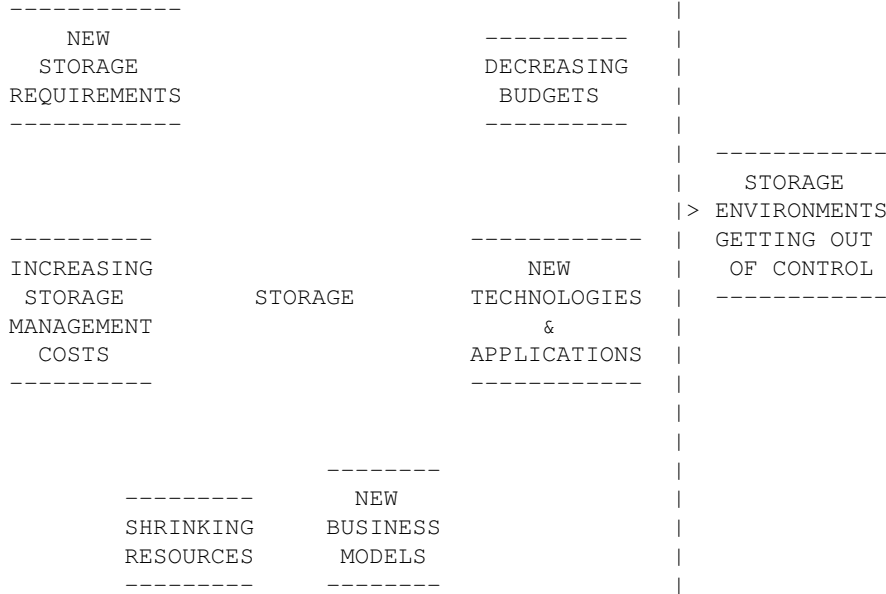 NEW
STORAGE
REQUIREMENTS
DECREASING
BUDGETS
STORAGE
ENVIRONMENTS
GETTING OUT
OF CONTROL
INCREASING
STORAGE
MANAGEMENT
COSTS
STORAGE
NEW
TECHNOLOGIES
&
APPLICATIONS
SHRINKING
RESOURCES
NEW
BUSINESS
MODELS